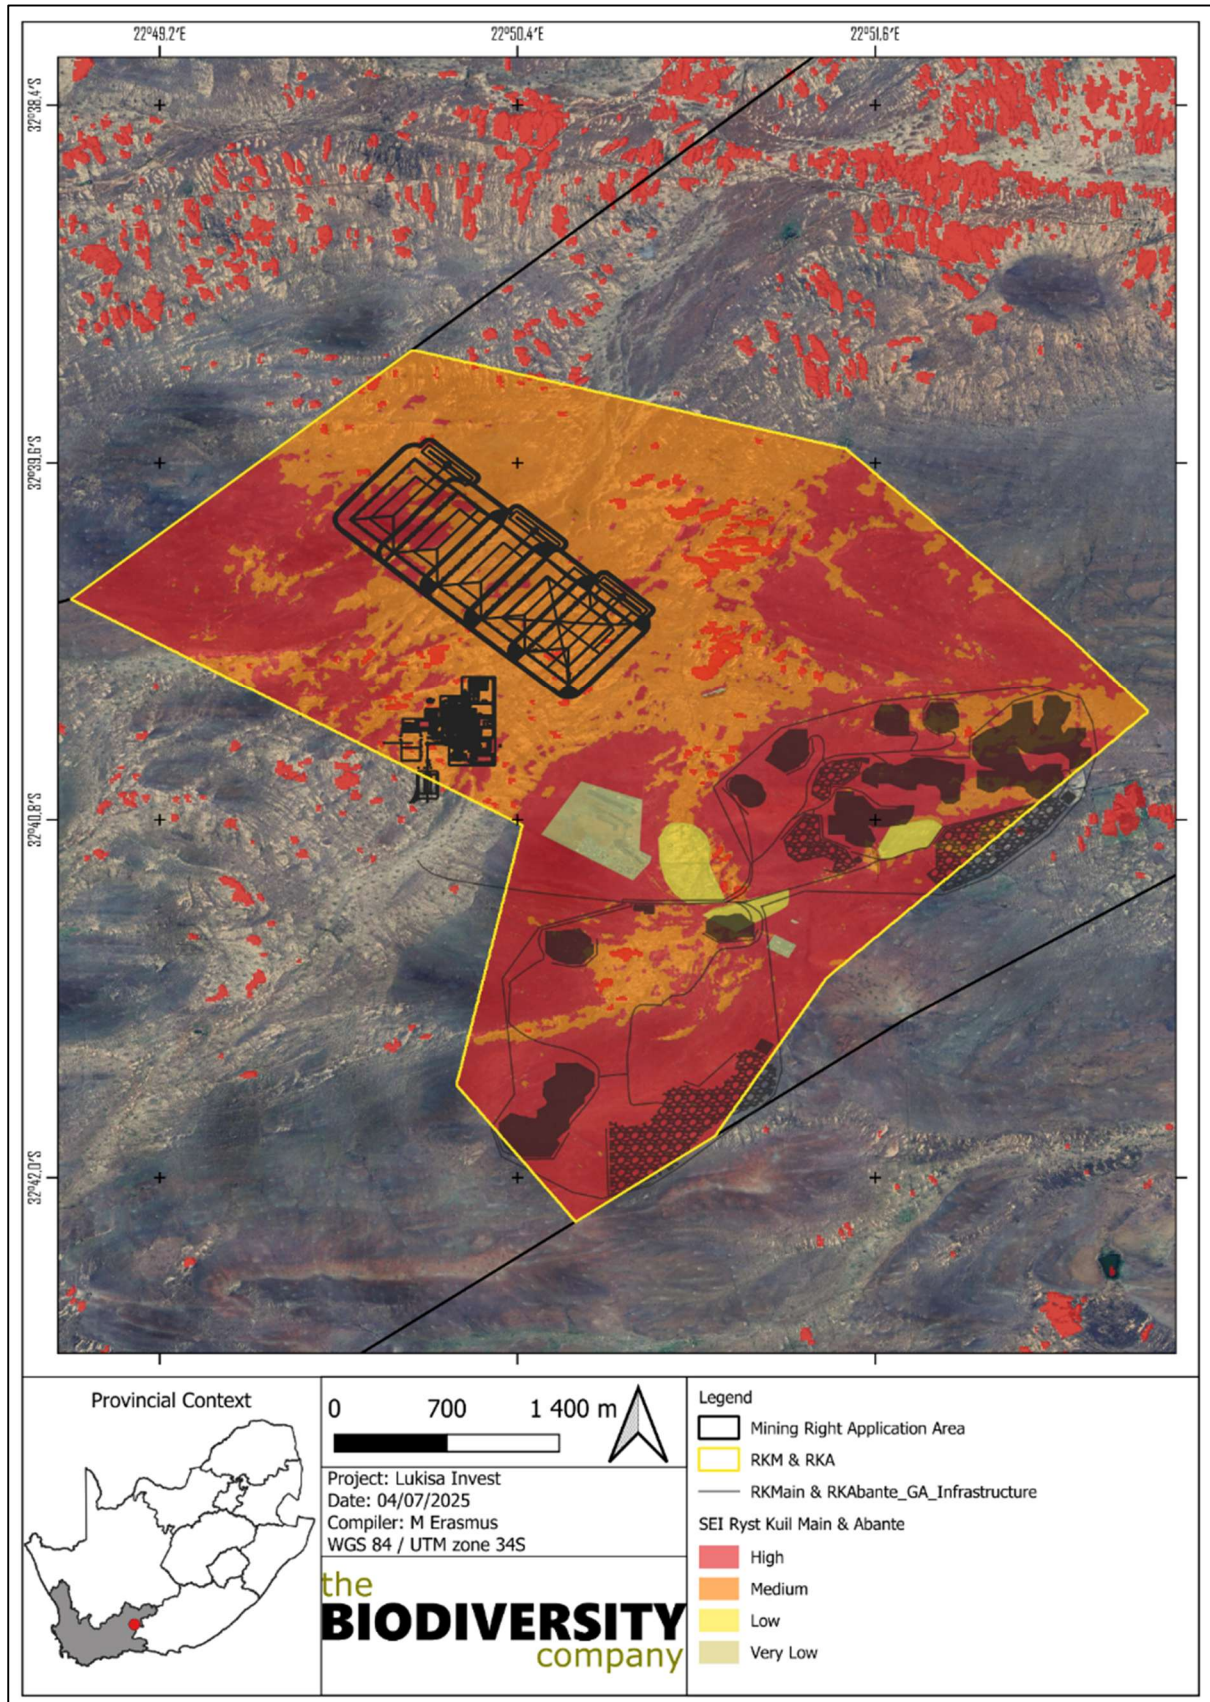 22°49.2'E 22°50.4'E 22°51.6'E
32°38.4'S
32°39.6'S
32°40.8'S
32°42.0'S
Provincial Context
0 700 1 400 m
Project: Lukisa Invest
Date: 04/07/2025
Compiler: M Erasmus
WGS 84 / UTM zone 34S
the
BIODIVERSITY
company
Legend
Mining Right Application Area
RKM & RKA
RKMain & RKAbante_GA_Infrastructure
SEI Ryst Kuil Main & Abante
High
Medium
Low
Very Low